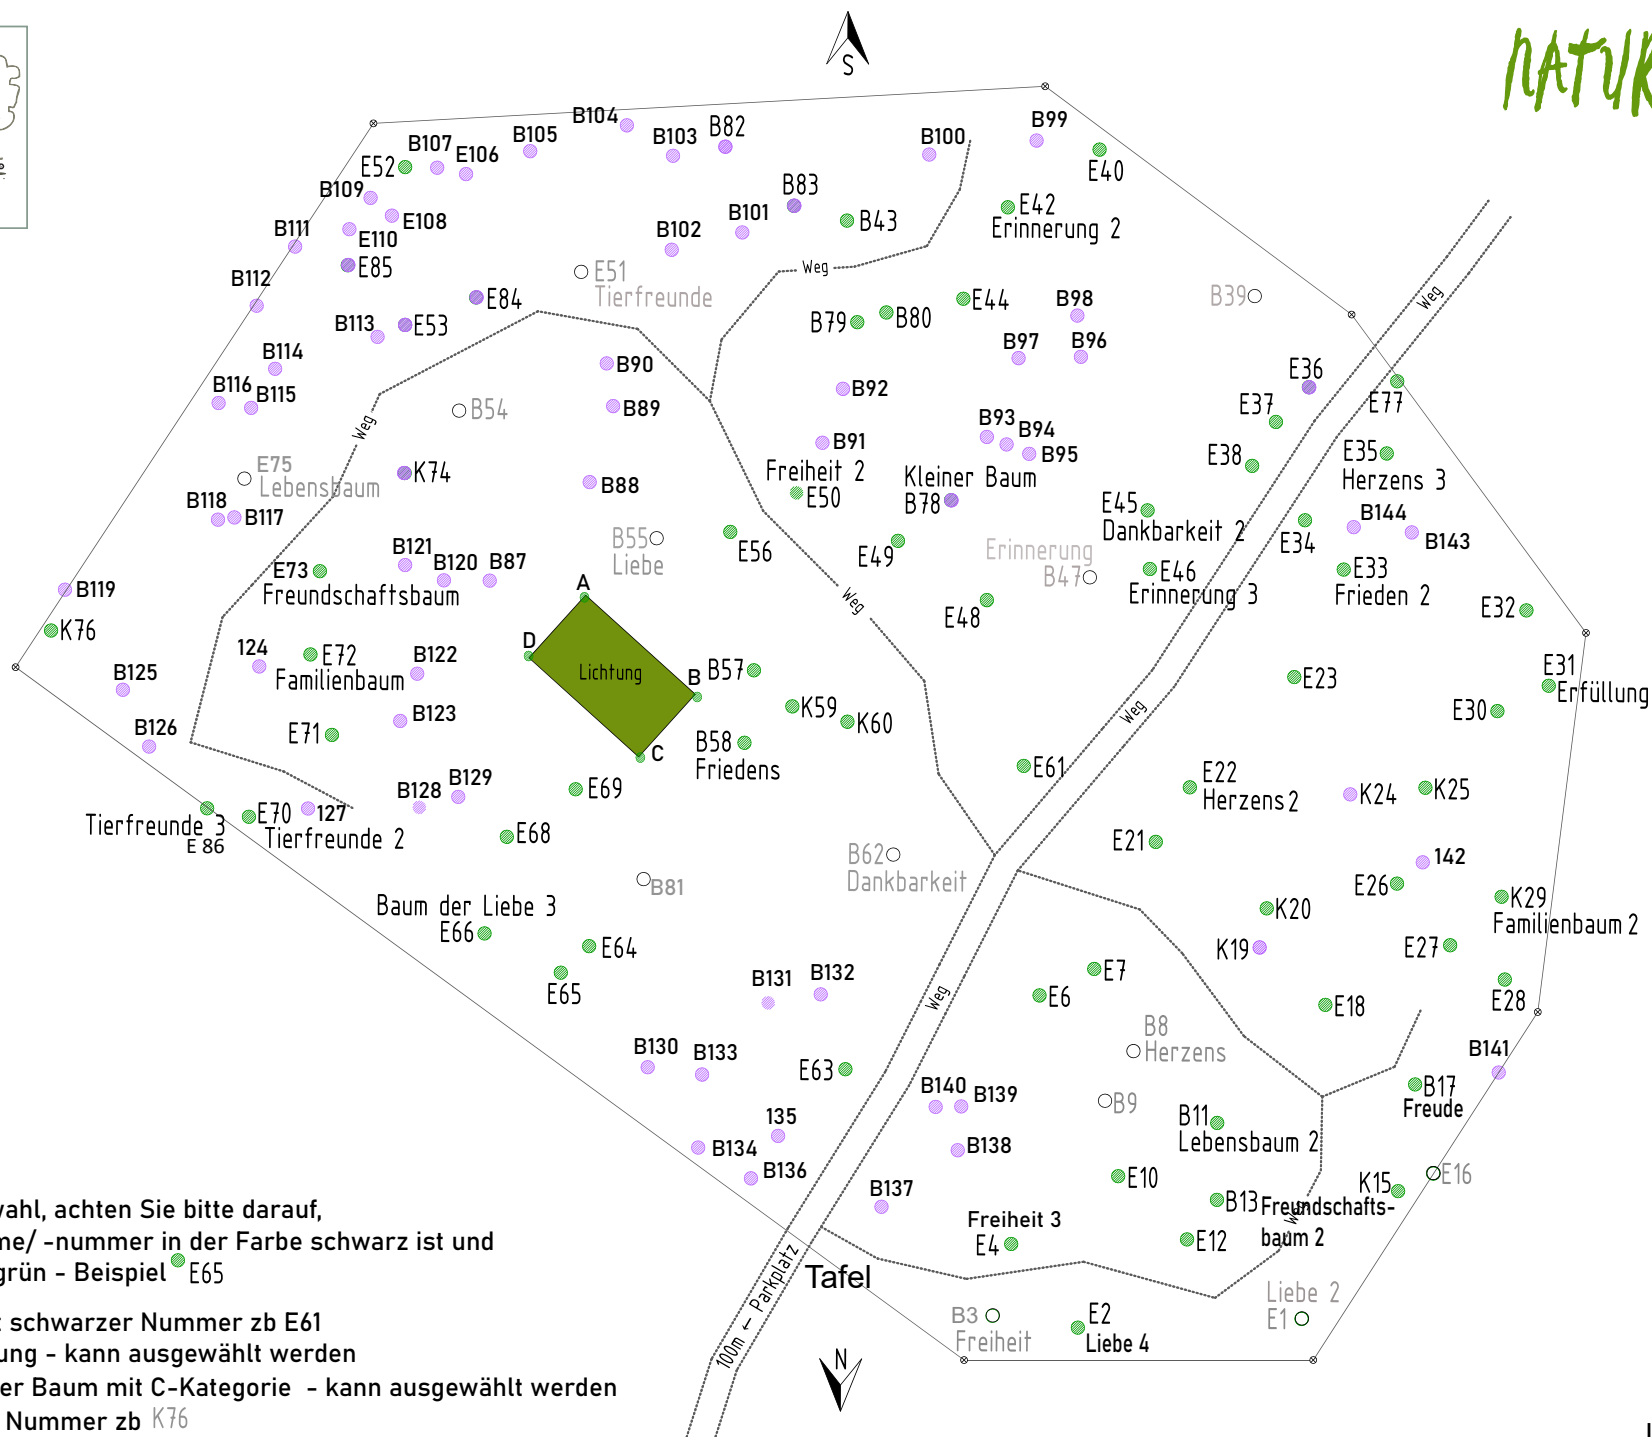 S
NATUR
B104
B103
B82
B105
B107
E106
E52
B100
B99
E40
B109
E108
B83
B43
E42
Erinnerung 2
B101
B102
B111
E110
E85
Weg
E51
Tierfreunde
B112
E84
E53
B113
B79
B80
E44
B98
B39
Weg
B97
B96
B114
B116
B115
B90
B89
B92
E36
E77
E37
B54
Weg
B93
B94
B95
B91
Freiheit 2
E50
E38
E35
Herzens 3
E75
Lebensbaum
K74
B88
Kleiner Baum
B78
E45
Dankbarkeit 2
B144
B143
E34
B118
B117
B55
Liebe
E56
E49
Erinnerung
B47
E46
Erinnerung 3
E33
Frieden 2
B121
B120
B87
E73
Freundschaftsbaum
B119
K76
A
E48
Weg
E32
124
E72
Familienbaum
B122
D
Lichtung
B
B57
E23
E31
Erfüllung
B125
B123
K59
K60
Weg
E30
B126
E71
C
B58
Friedens
E61
E22
Herzens2
K24
K25
B128
B129
E69
Tierfreunde 3
E 86
E70
127
Tierfreunde 2
E68
E21
142
B62
Dankbarkeit
B81
E26
K29
Familienbaum 2
Baum der Liebe 3
E66
K20
K19
E27
E64
E65
B131
B132
Weg
E7
E6
E18
E28
B8
Herzens
B130
B133
E63
B141
B140
B139
B9
B17
Freude
B11
Lebensbaum 2
135
B134
B138
B136
E10
K15
E16
B137
B13
Freundschafts-
baum 2
Weg
Freiheit 3
E4
E12
100m ← Parkplatz
Tafel
Liebe 2
E1
B3
Freiheit
E2
Liebe 4
N
wahl, achten Sie bitte darauf,
me/ -nummer in der Farbe schwarz ist und
grün - Beispiel E65
schwarzer Nummer zb E61
ung - kann ausgewählt werden
er Baum mit C-Kategorie - kann ausgewählt werden
Nummer zb K76